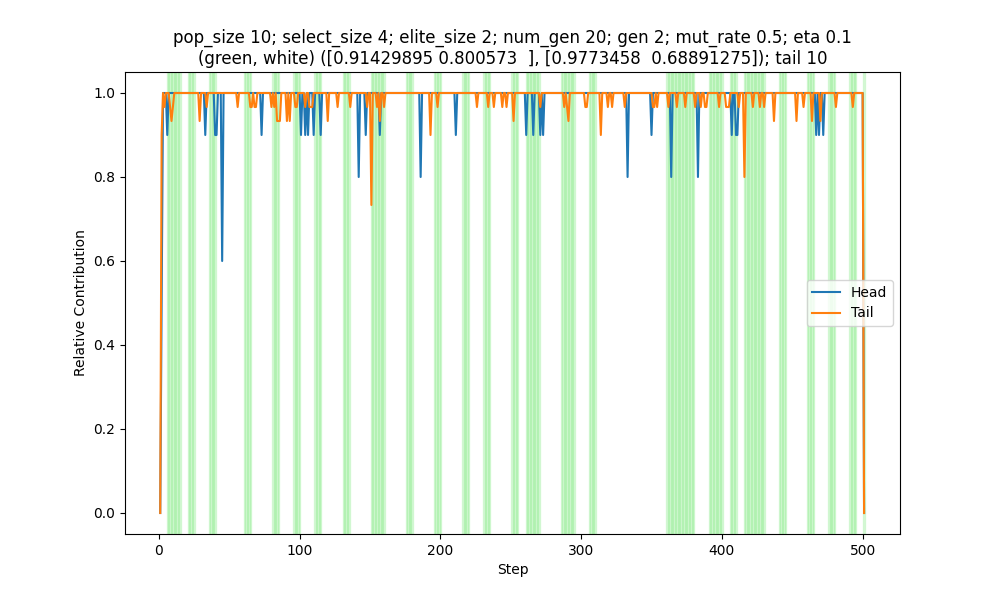 pop_size 10; select_size 4; elite_size 2; num_gen 20; gen 2; mut_rate 0.5; eta 0.1
(green, white) ([0.91429895 0.800573  ], [0.9773458  0.68891275]); tail 10
1.0
0.8
0.6
0.4
0.2
0.0
Relative Contribution
Head
Tail
0
100
200
300
400
500
Step